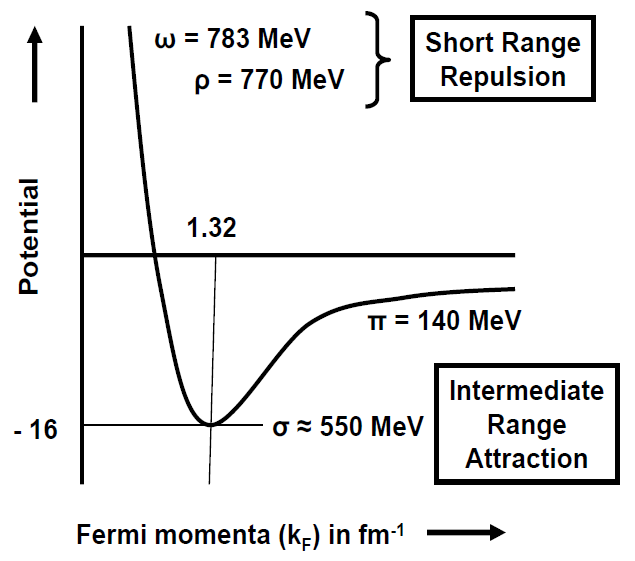 ω = 783 MeV
ρ = 770 MeV
Short Range
Repulsion
Potential
1.32
π = 140 MeV
Intermediate
Range
Attraction
- 16
σ ≈ 550 MeV
Fermi momenta (k_F) in fm⁻¹